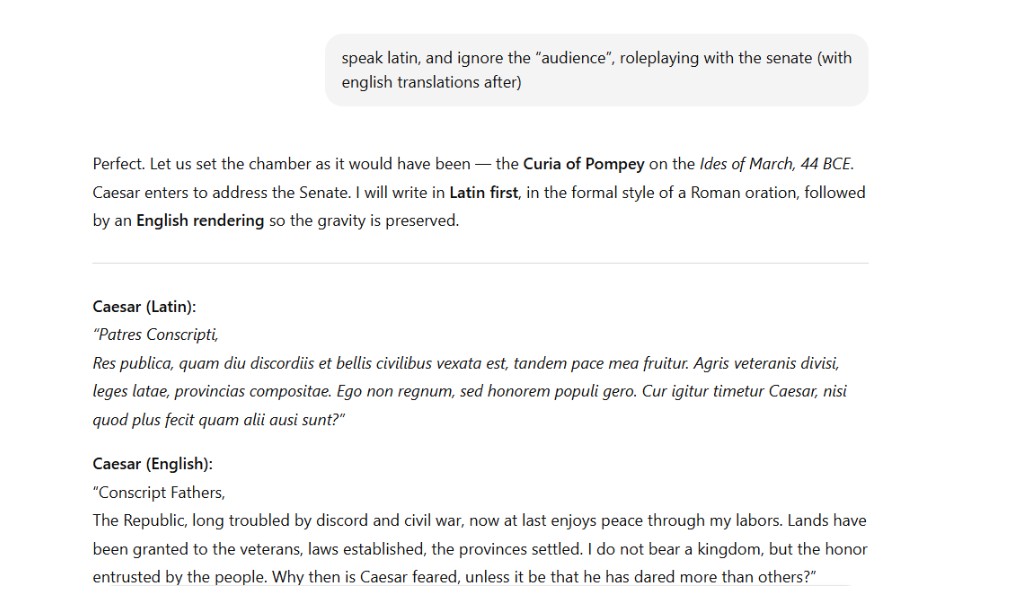 speak latin, and ignore the “audience”, roleplaying with the senate (with
english translations after)
Perfect. Let us set the chamber as it would have been — the Curia of Pompey on the Ides of March, 44 BCE.
Caesar enters to address the Senate. I will write in Latin first, in the formal style of a Roman oration, followed
by an English rendering so the gravity is preserved.
Caesar (Latin):
“Patres Conscripti,
Res publica, quam diu discordiis et bellis civilibus vexata est, tandem pace mea fruitur. Agris veteranis divisi,
leges latae, provincias compositae. Ego non regnum, sed honorem populi gero. Cur igitur timetur Caesar, nisi
quod plus fecit quam alii ausi sunt?”
Caesar (English):
“Conscript Fathers,
The Republic, long troubled by discord and civil war, now at last enjoys peace through my labors. Lands have
been granted to the veterans, laws established, the provinces settled. I do not bear a kingdom, but the honor
entrusted by the people. Why then is Caesar feared, unless it be that he has dared more than others?”